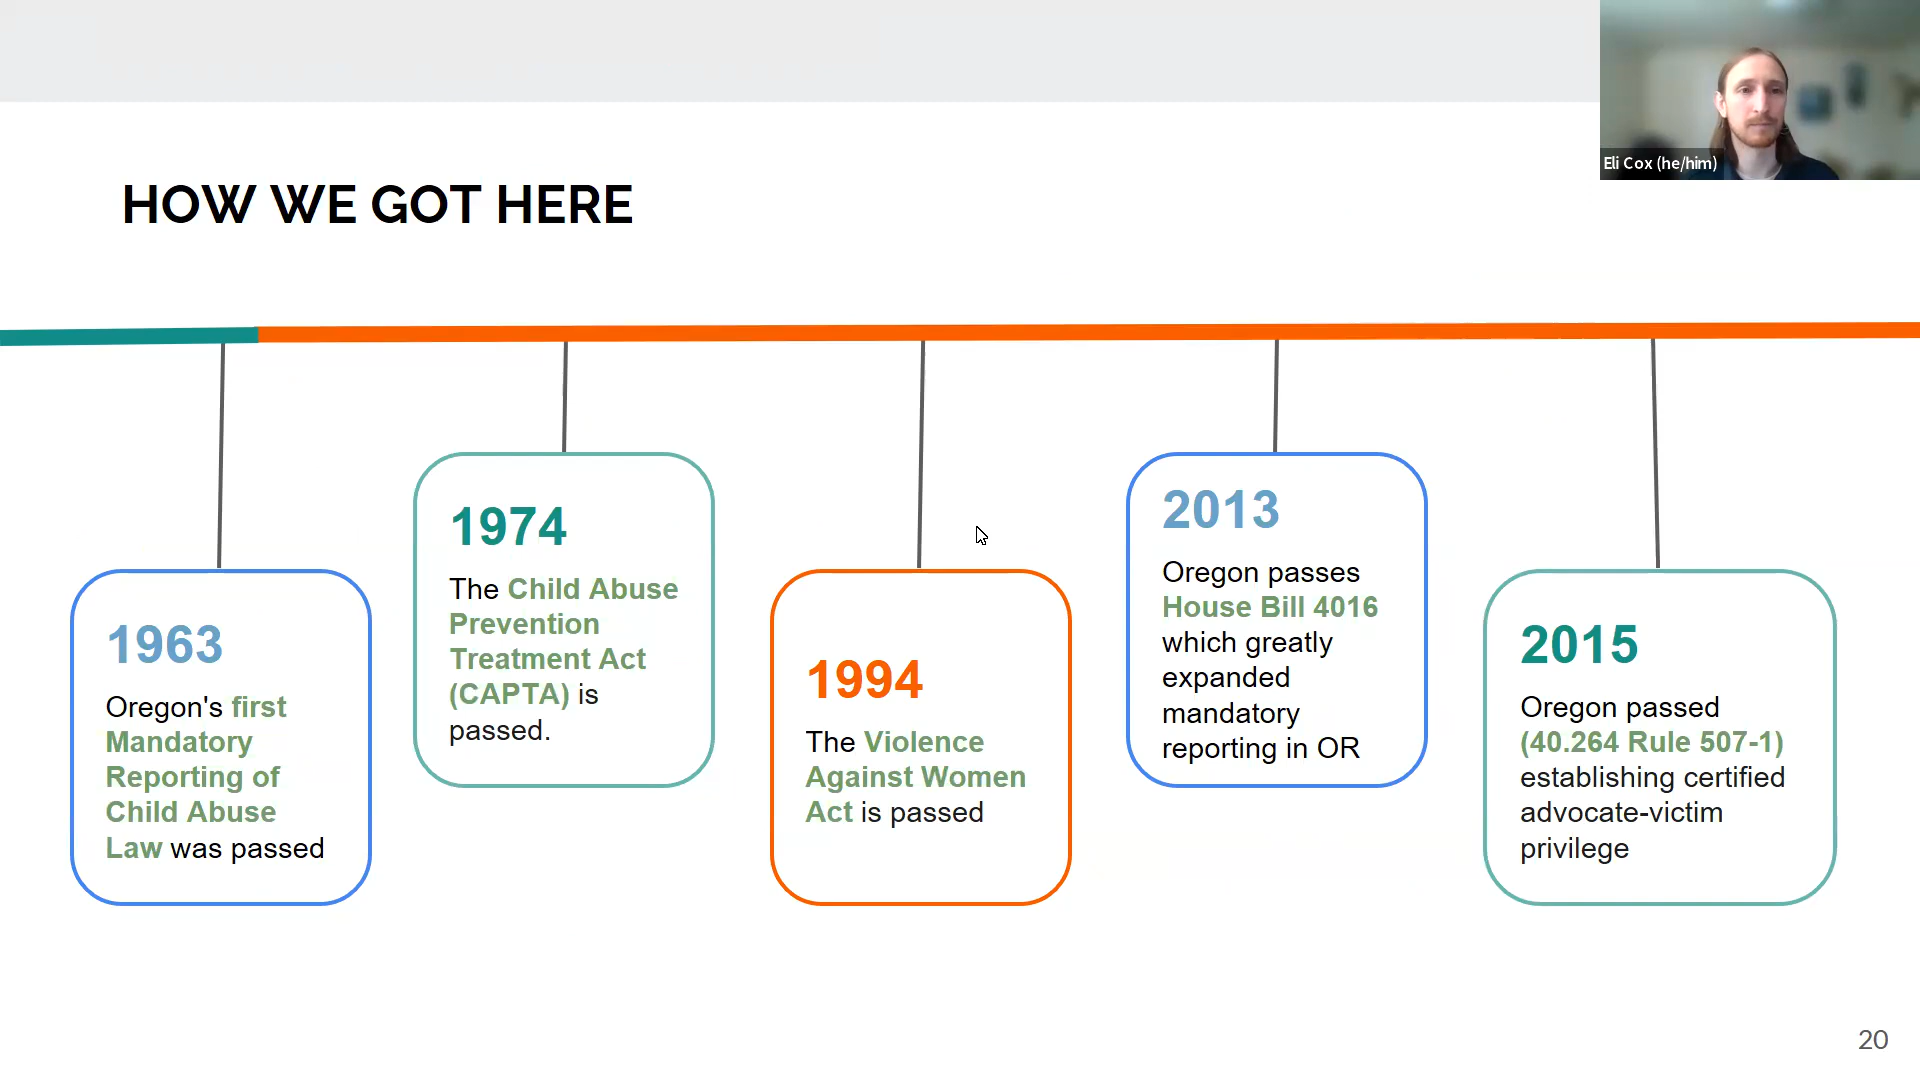 Eli Cox (he/him)
HOW WE GOT HERE
1963
Oregon's first
Mandatory
Reporting of
Child Abuse
Law was passed
1974
The Child Abuse
Prevention
Treatment Act
(CAPTA) is
passed.
1994
The Violence
Against Women
Act is passed
2013
Oregon passes
House Bill 4016
which greatly
expanded
mandatory
reporting in OR
2015
Oregon passed
(40.264 Rule 507-1)
establishing certified
advocate-victim
privilege
20